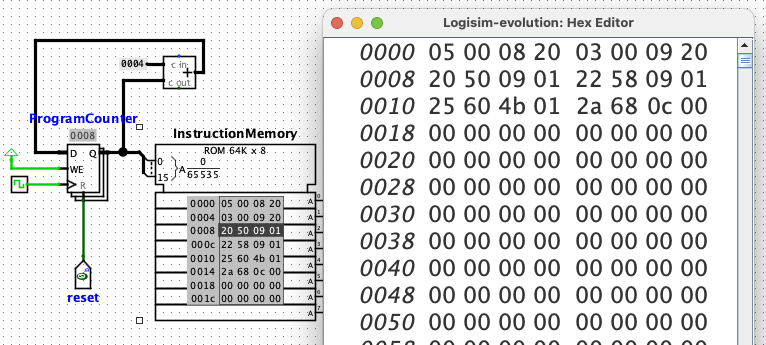 Logisim-evolution: Hex Editor
0000 05 00 08 20 03 00 09 20
0008 20 50 09 01 22 58 09 01
0010 25 60 4b 01 2a 68 0c 00
0018 00 00 00 00 00 00 00 00
0020 00 00 00 00 00 00 00 00
0028 00 00 00 00 00 00 00 00
0030 00 00 00 00 00 00 00 00
0038 00 00 00 00 00 00 00 00
0040 00 00 00 00 00 00 00 00
0048 00 00 00 00 00 00 00 00
0050 00 00 00 00 00 00 00 00
0004
c in
+
c out
ProgramCounter
0008
D Q
WE
R
reset
InstructionMemory
ROM 64K x 8
0
15
A
0
65535
0000 05 00 08 20
0004 03 00 09 20
0008 20 50 09 01
000c 22 58 09 01
0010 25 60 4b 01
0014 2a 68 0c 00
0018 00 00 00 00
001c 00 00 00 00
A 0
A 1
A 2
A 3
A 4
A 5
A 6
A 7